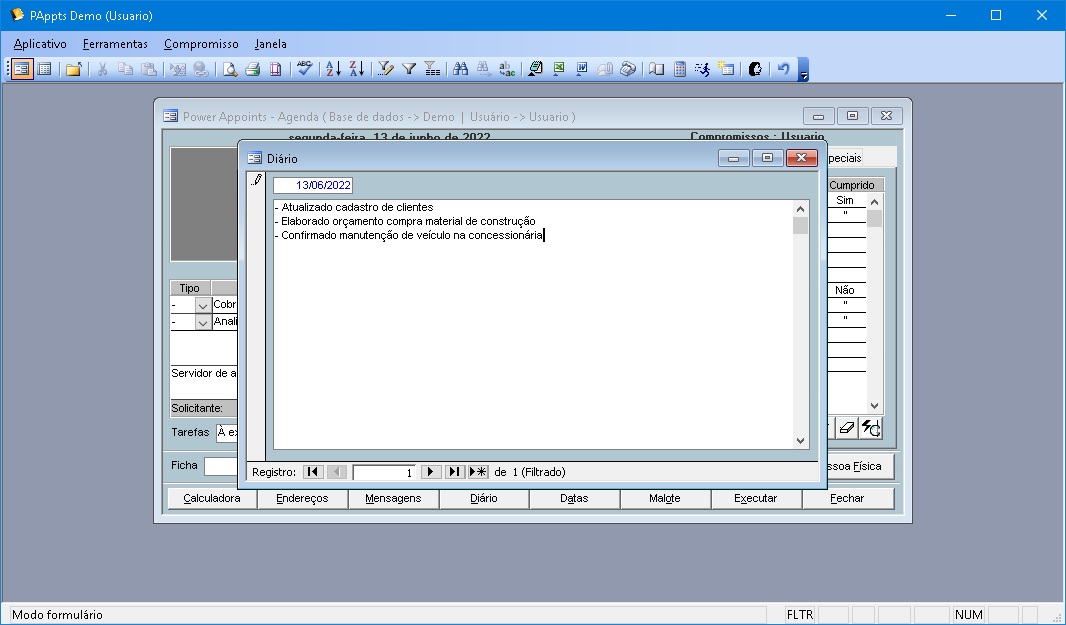 PAppts Demo (Usuario)
Aplicativo Ferramentas Compromisso Janela
Power Appoints - Agenda ( Base de dados -> Demo | Usuário -> Usuario )
segunda-feira, 13 de junho de 2022 Compromissos : Usuario
Diário
peciais
13/06/2022
Cumprido
- Atualizado cadastro de clientes
- Elaborado orçamento compra material de construção
- Confirmado manutenção de veículo na concessionária
Sim
"
Tipo
Não
- Cobr
"
- Anali
"
Servidor de a
Solicitante:
Tarefas À ex
Ficha
ssoa Física
Registro: 1 de 1 (Filtrado)
Calculadora Endereços Mensagens Diário Datas Malote Executar Fechar
Modo formulário FLTR NUM